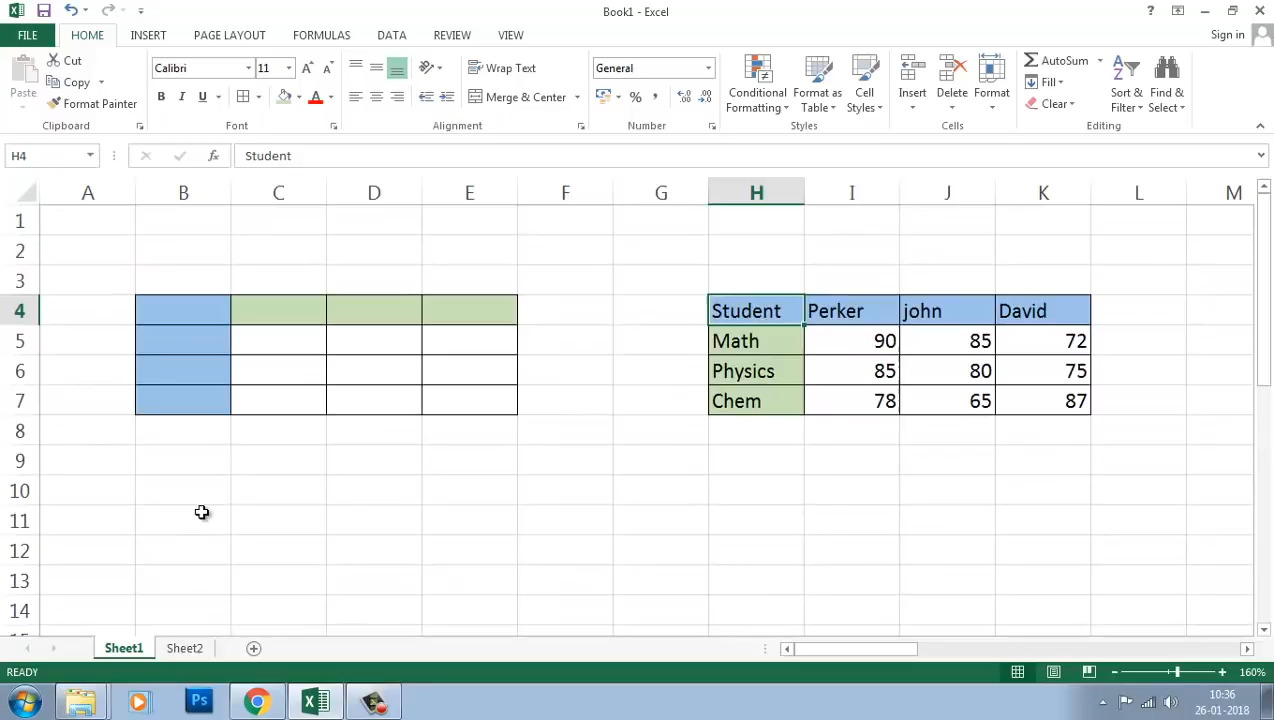 Book1 - Excel
Sign in
FILE HOME INSERT PAGE LAYOUT FORMULAS DATA REVIEW VIEW
Paste
Cut
Copy
Format Painter
Clipboard
Calibri 11
B I U
Font
Wrap Text
Merge & Center
Alignment
General
%
Number
Conditional Formatting
Format as Table
Cell Styles
Styles
Insert Delete Format
Cells
AutoSum
Fill
Clear
Sort & Filter
Find & Select
Editing
H4
fx
Student
A B C D E F G H I J K L M
1
2
3
4 Student Perker john David
5 Math 90 85 72
6 Physics 85 80 75
7 Chem 78 65 87
8
9
10
11
12
13
14
Sheet1 Sheet2
READY
160%
Ps
10:36
26-01-2018